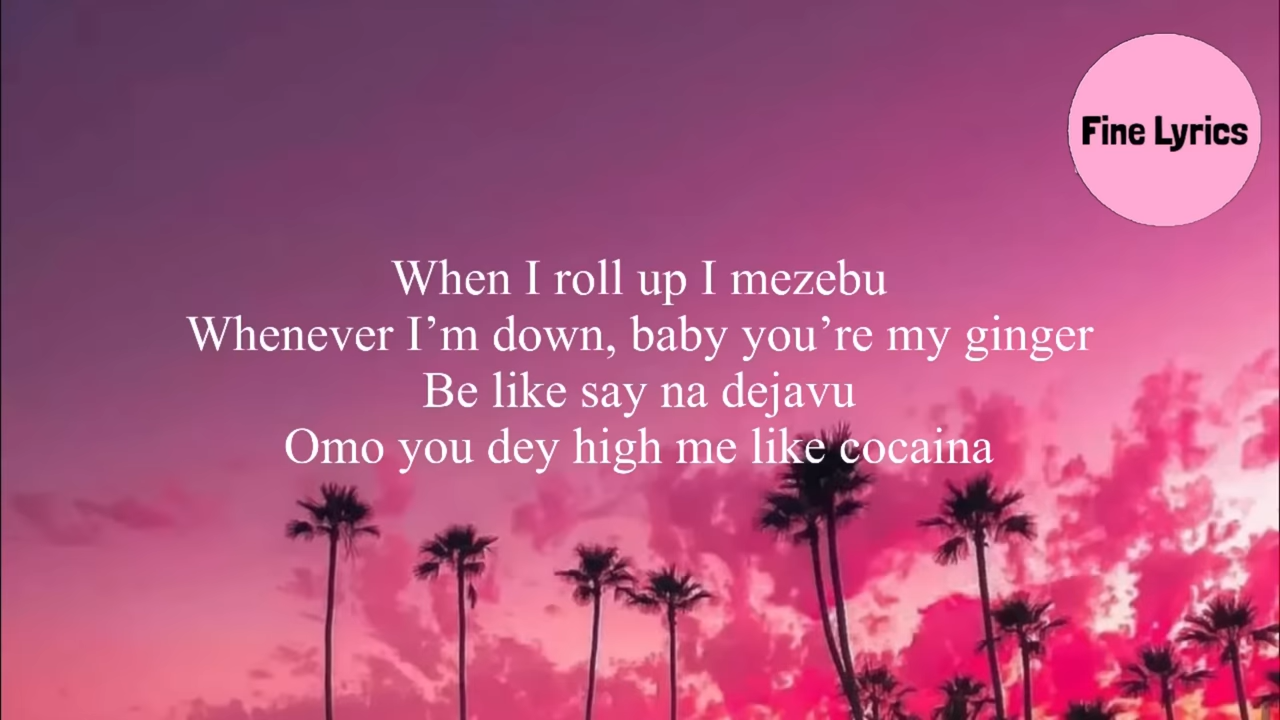 Fine Lyrics
When I roll up I mezebu
Whenever I’m down, baby you’re my ginger
Be like say na dejavu
Omo you dey high me like cocaina